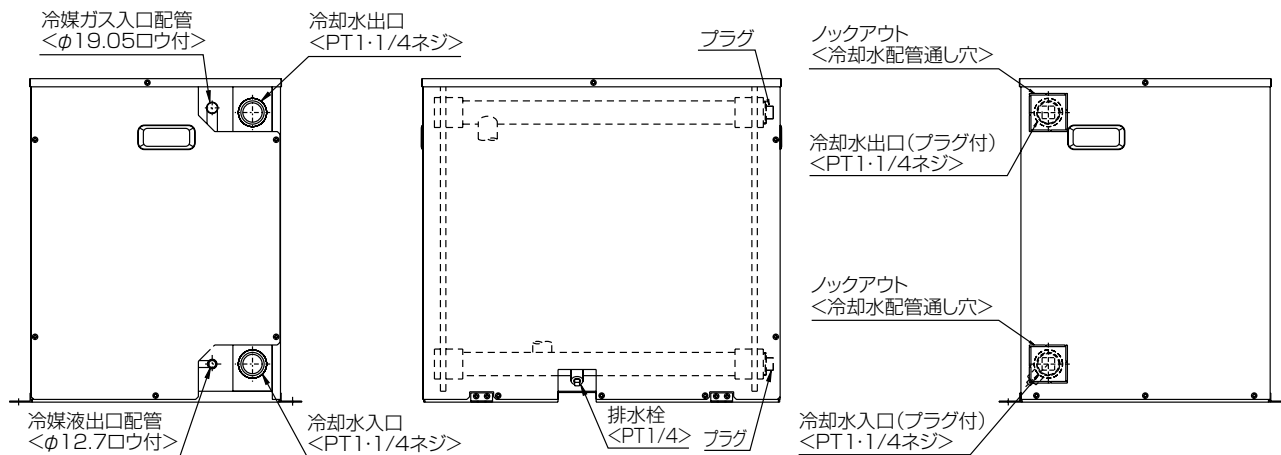 冷媒ガス入口配管
<φ19.05ロウ付>
冷却水出口
<PT1・1/4ネジ>
プラグ
ノックアウト
<冷却水配管通し穴>
冷却水出口(プラグ付)
<PT1・1/4ネジ>
ノックアウト
<冷却水配管通し穴>
冷媒液出口配管
<φ12.7ロウ付>
冷却水入口
<PT1・1/4ネジ>
排水栓
<PT1/4>
プラグ
冷却水入口(プラグ付)
<PT1・1/4ネジ>